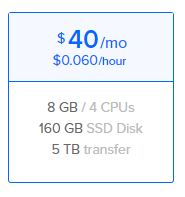 $40/mo
$0.060/hour
8 GB / 4 CPUs
160 GB SSD Disk
5 TB transfer